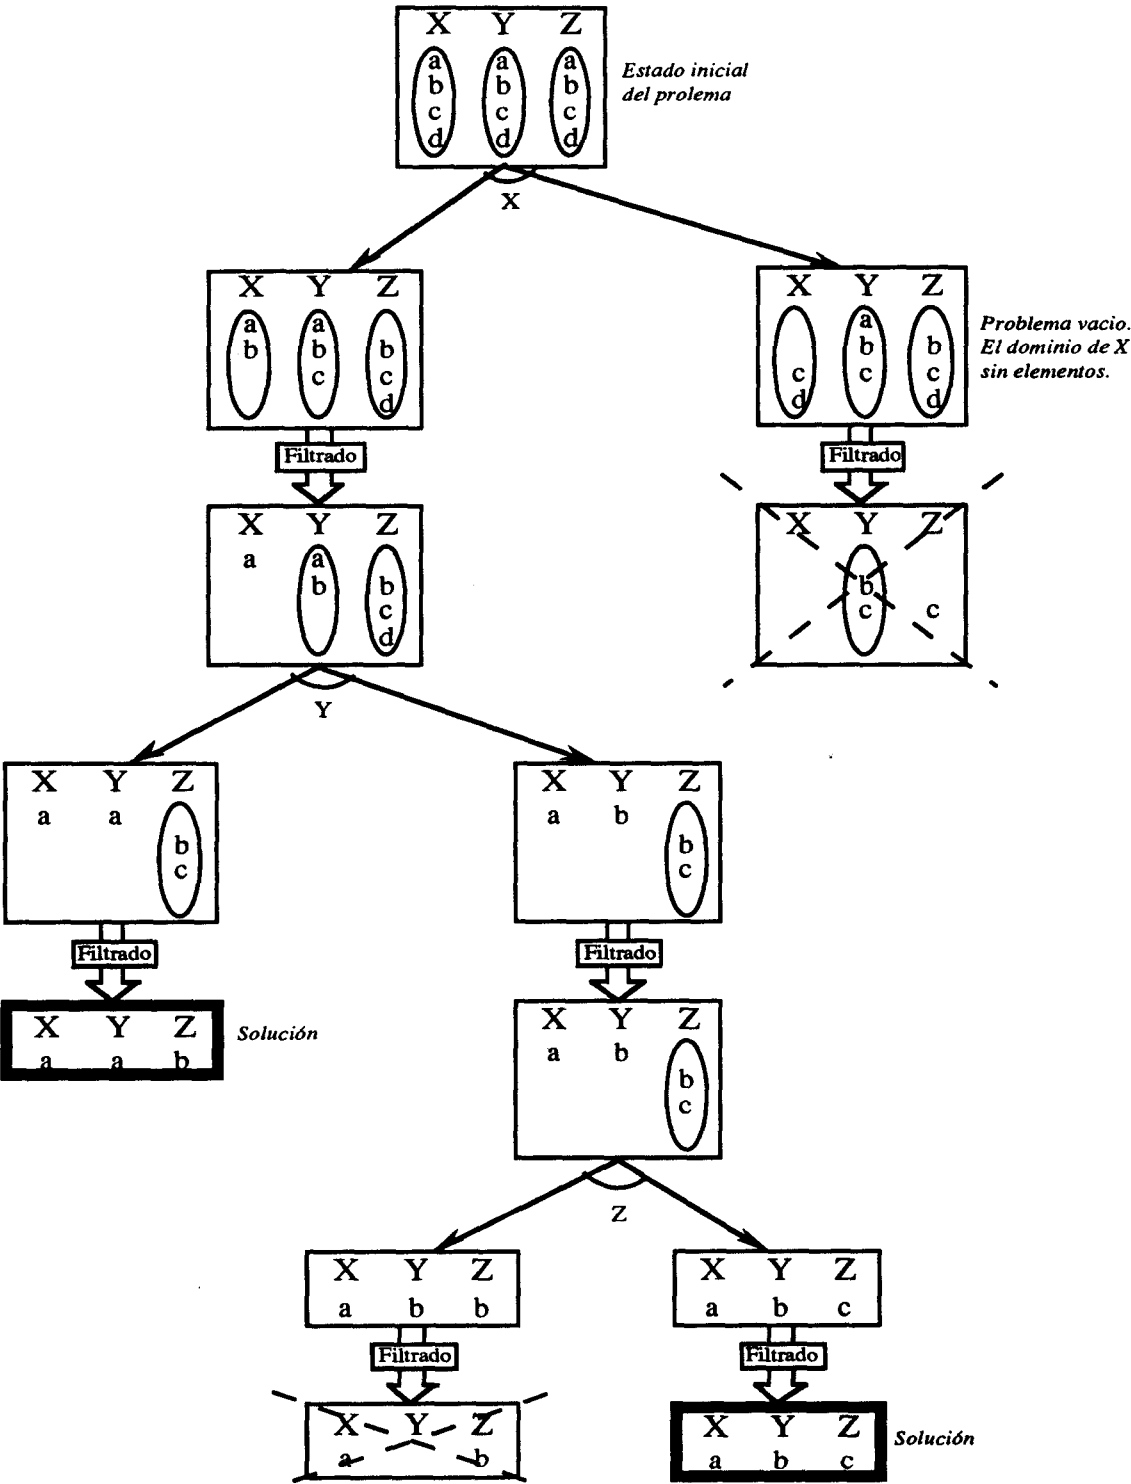 X Y Z
a a a
b b b
c c c
d d d
Estado inicial
del prolema
X
X Y Z
a a
b b b
c c
d
X Y Z
a
b b
c c c
d d
Problema vacio.
El dominio de X
sin elementos.
Filtrado
Filtrado
X Y Z
a a
b b
c
d
X Y Z
b
c c
Y
X Y Z
a a
b
c
X Y Z
a b
b
c
Filtrado
Filtrado
X Y Z
a a b
Solución
X Y Z
a b
b
c
Z
X Y Z
a b b
X Y Z
a b c
Filtrado
Filtrado
X Y Z
a b
X Y Z
a b c
Solución